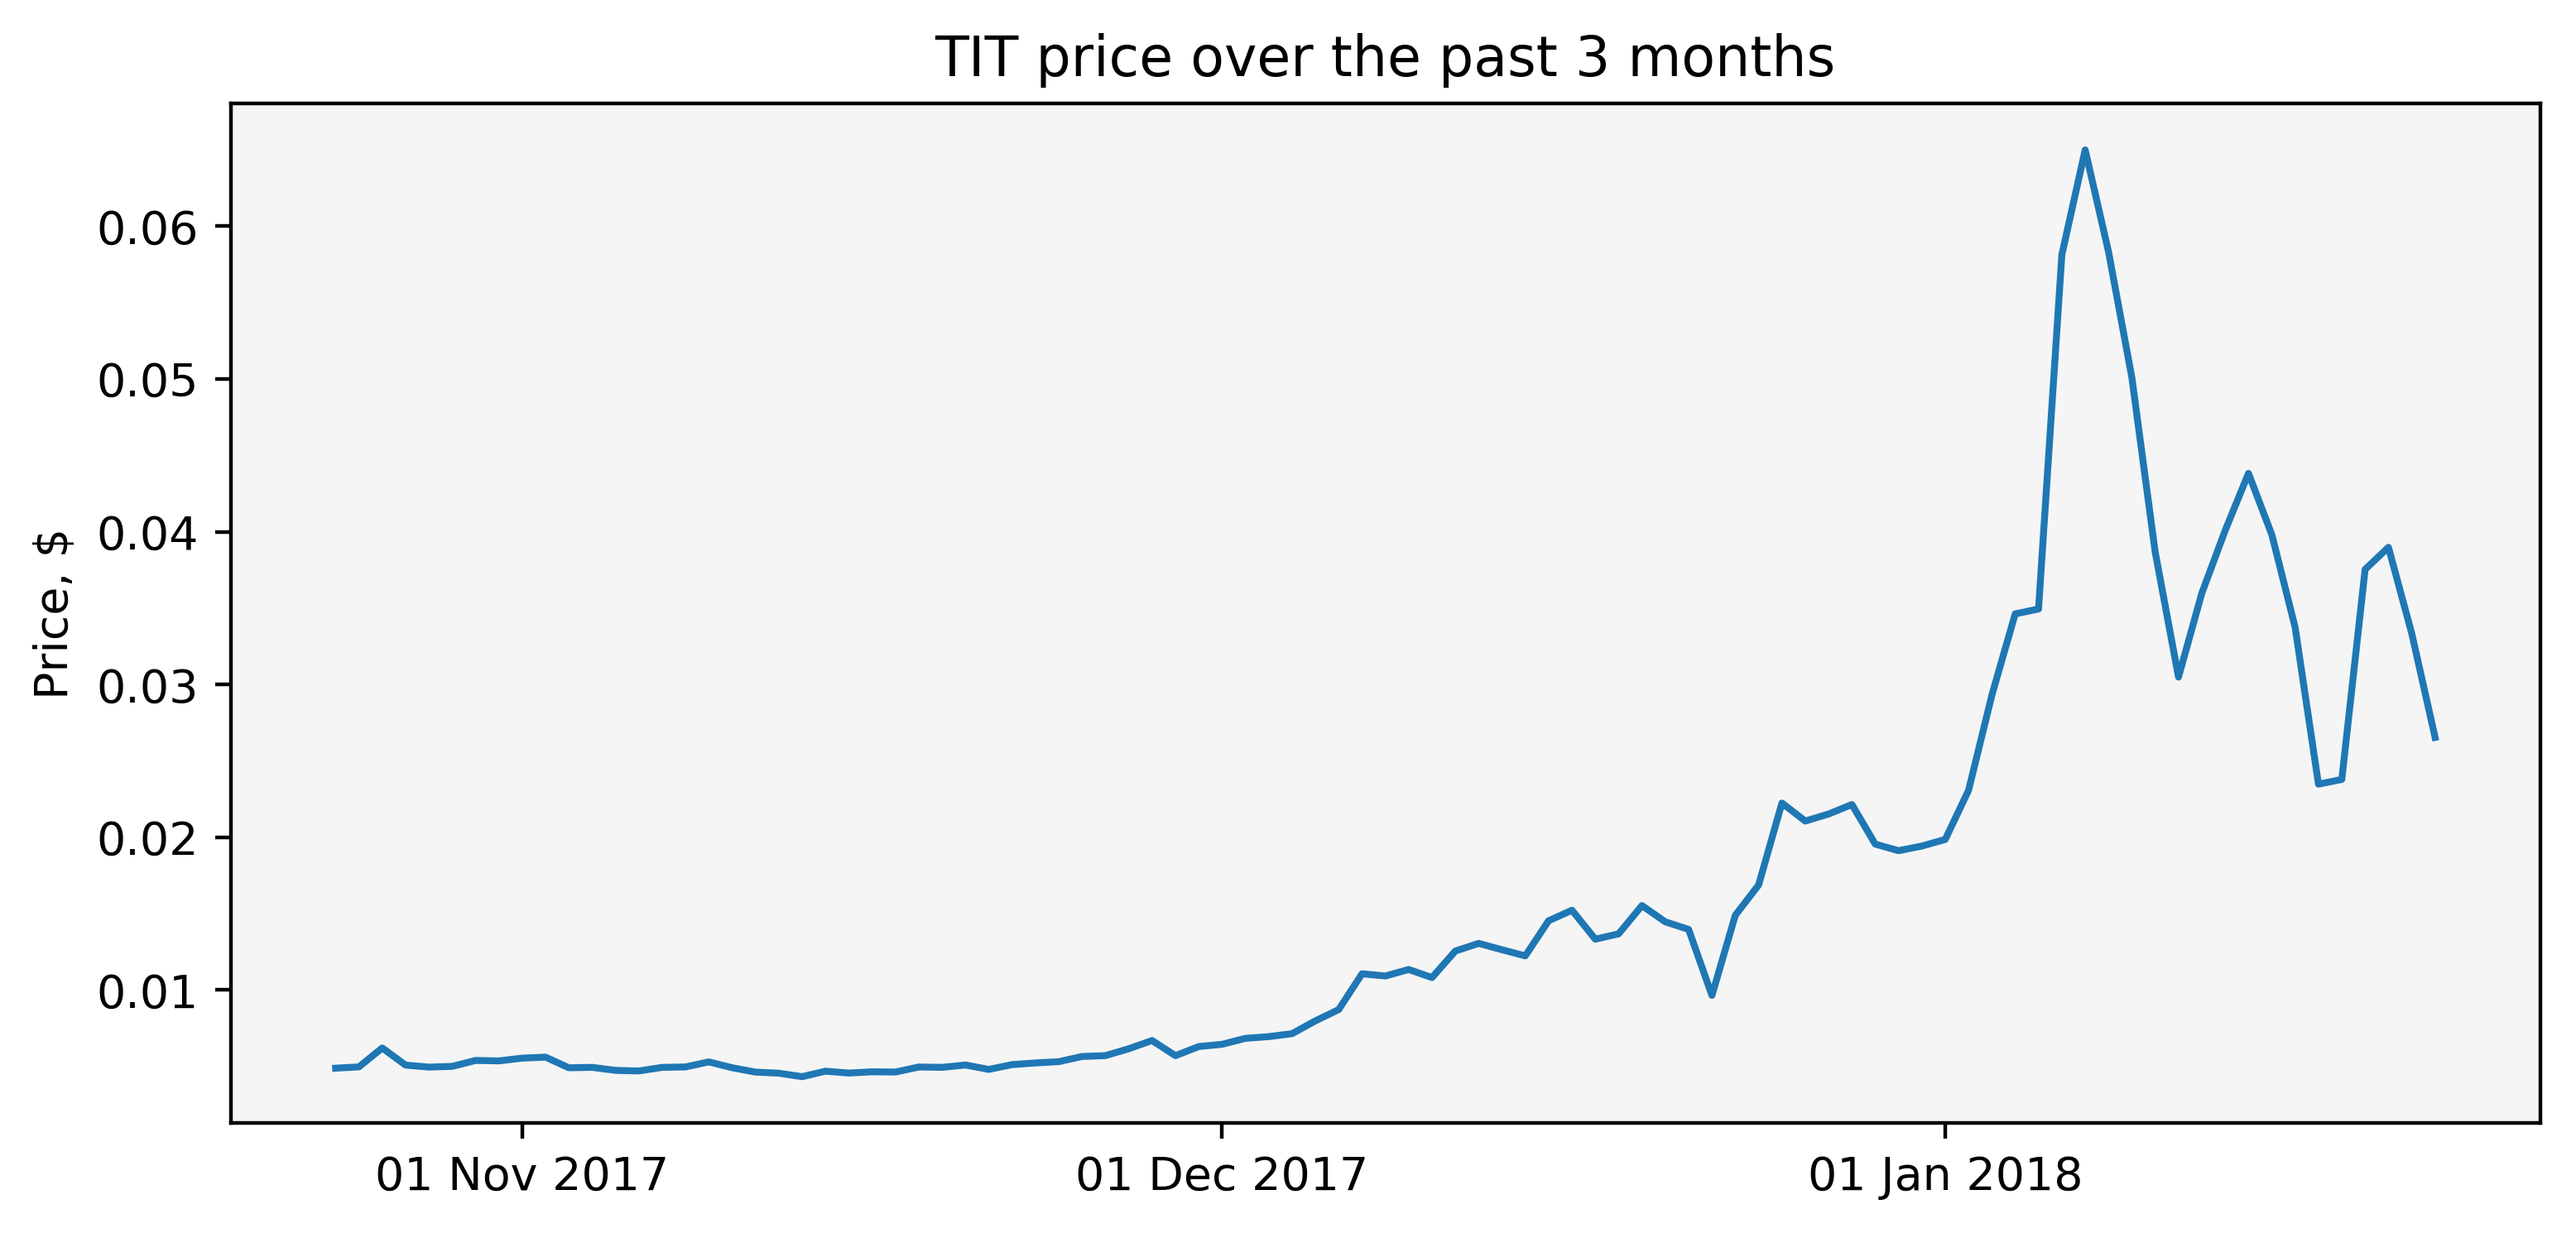 TIT price over the past 3 months
Price, $
0.06
0.05
0.04
0.03
0.02
0.01
01 Nov 2017
01 Dec 2017
01 Jan 2018